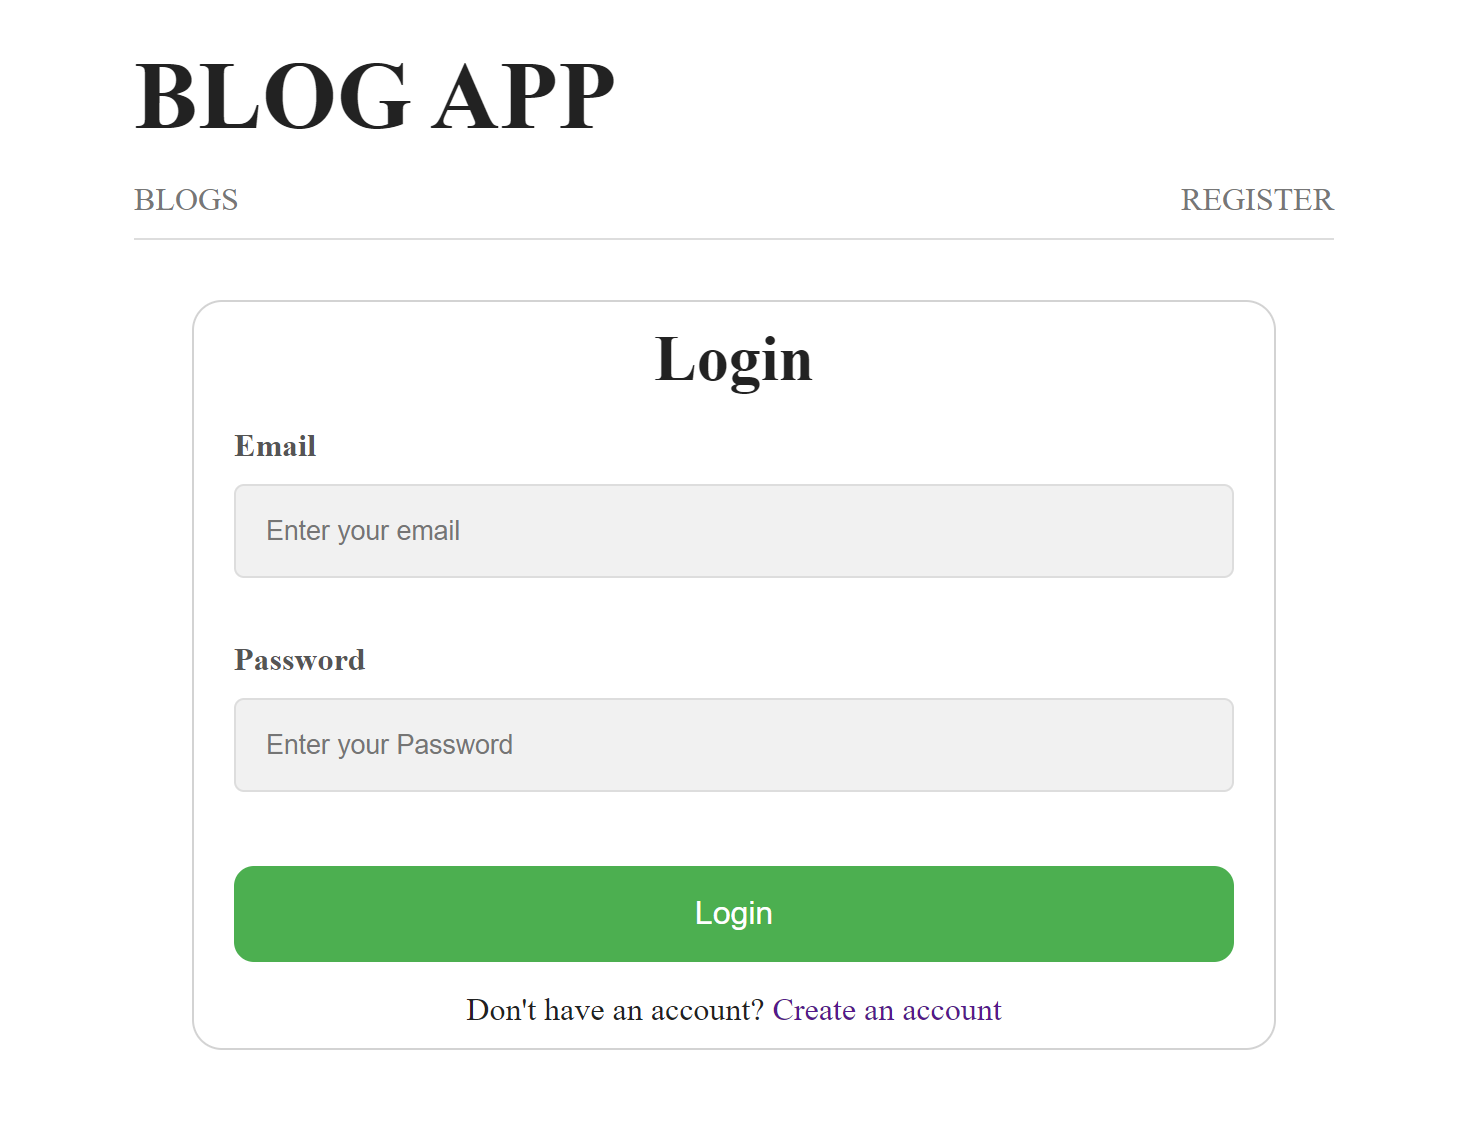 BLOG APP
BLOGS REGISTER
Login
Email
Enter your email
Password
Enter your Password
Login
Don't have an account? Create an account